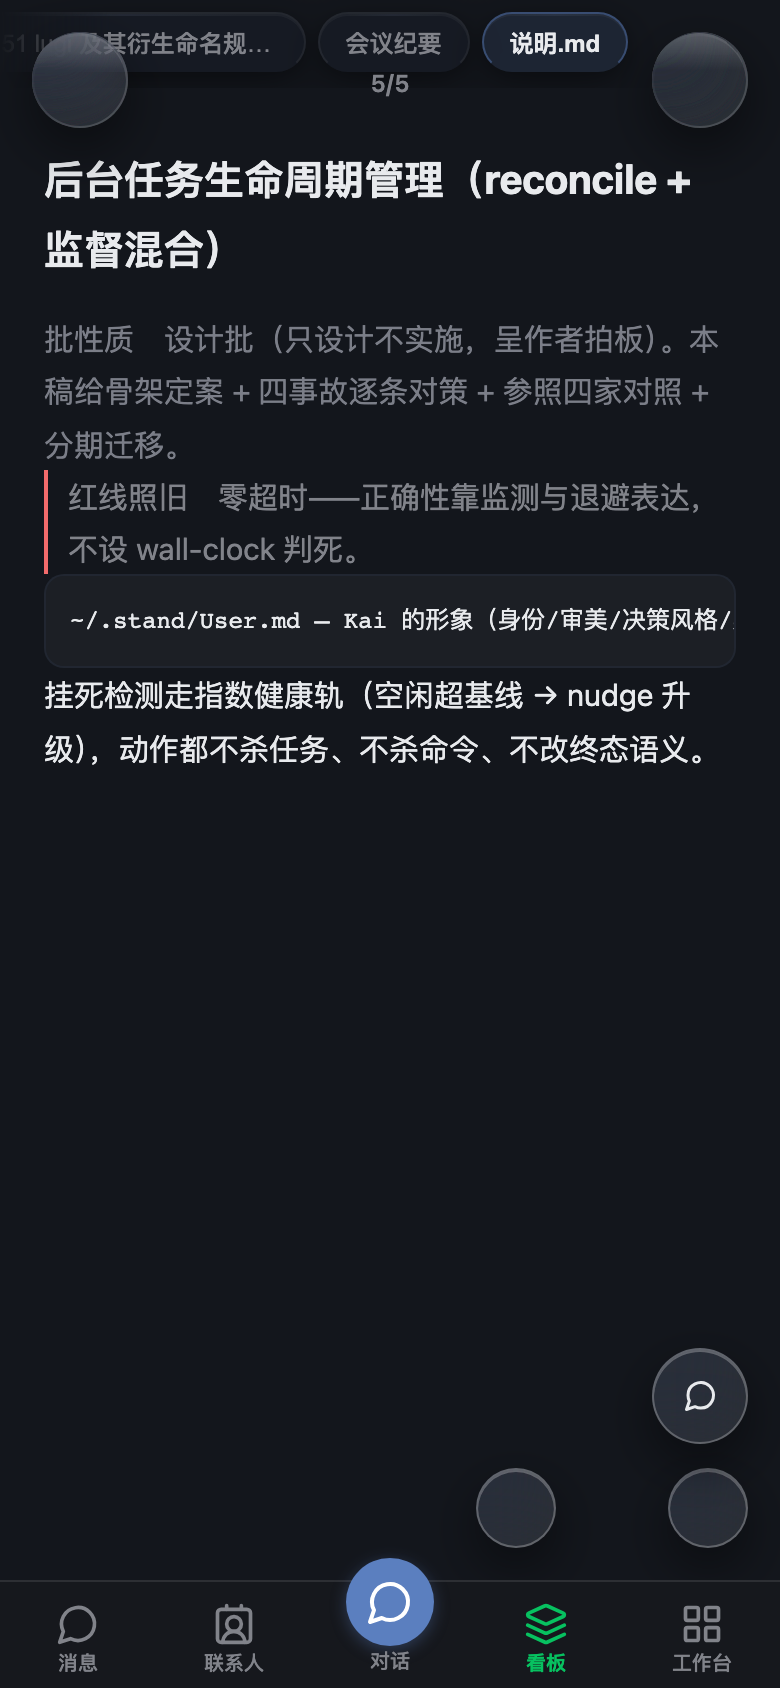 51 lu 及其衍生命名规... 会议纪要 说明.md
5/5
后台任务生命周期管理（reconcile +
监督混合）
批性质　设计批（只设计不实施，呈作者拍板）。本
稿给骨架定案 + 四事故逐条对策 + 参照四家对照 +
分期迁移。
红线照旧　零超时——正确性靠监测与退避表达，
不设 wall-clock 判死。
~/.stand/User.md — Kai 的形象（身份/审美/决策风格/
挂死检测走指数健康轨（空闲超基线 → nudge 升
级），动作都不杀任务、不杀命令、不改终态语义。
消息 联系人 对话 看板 工作台